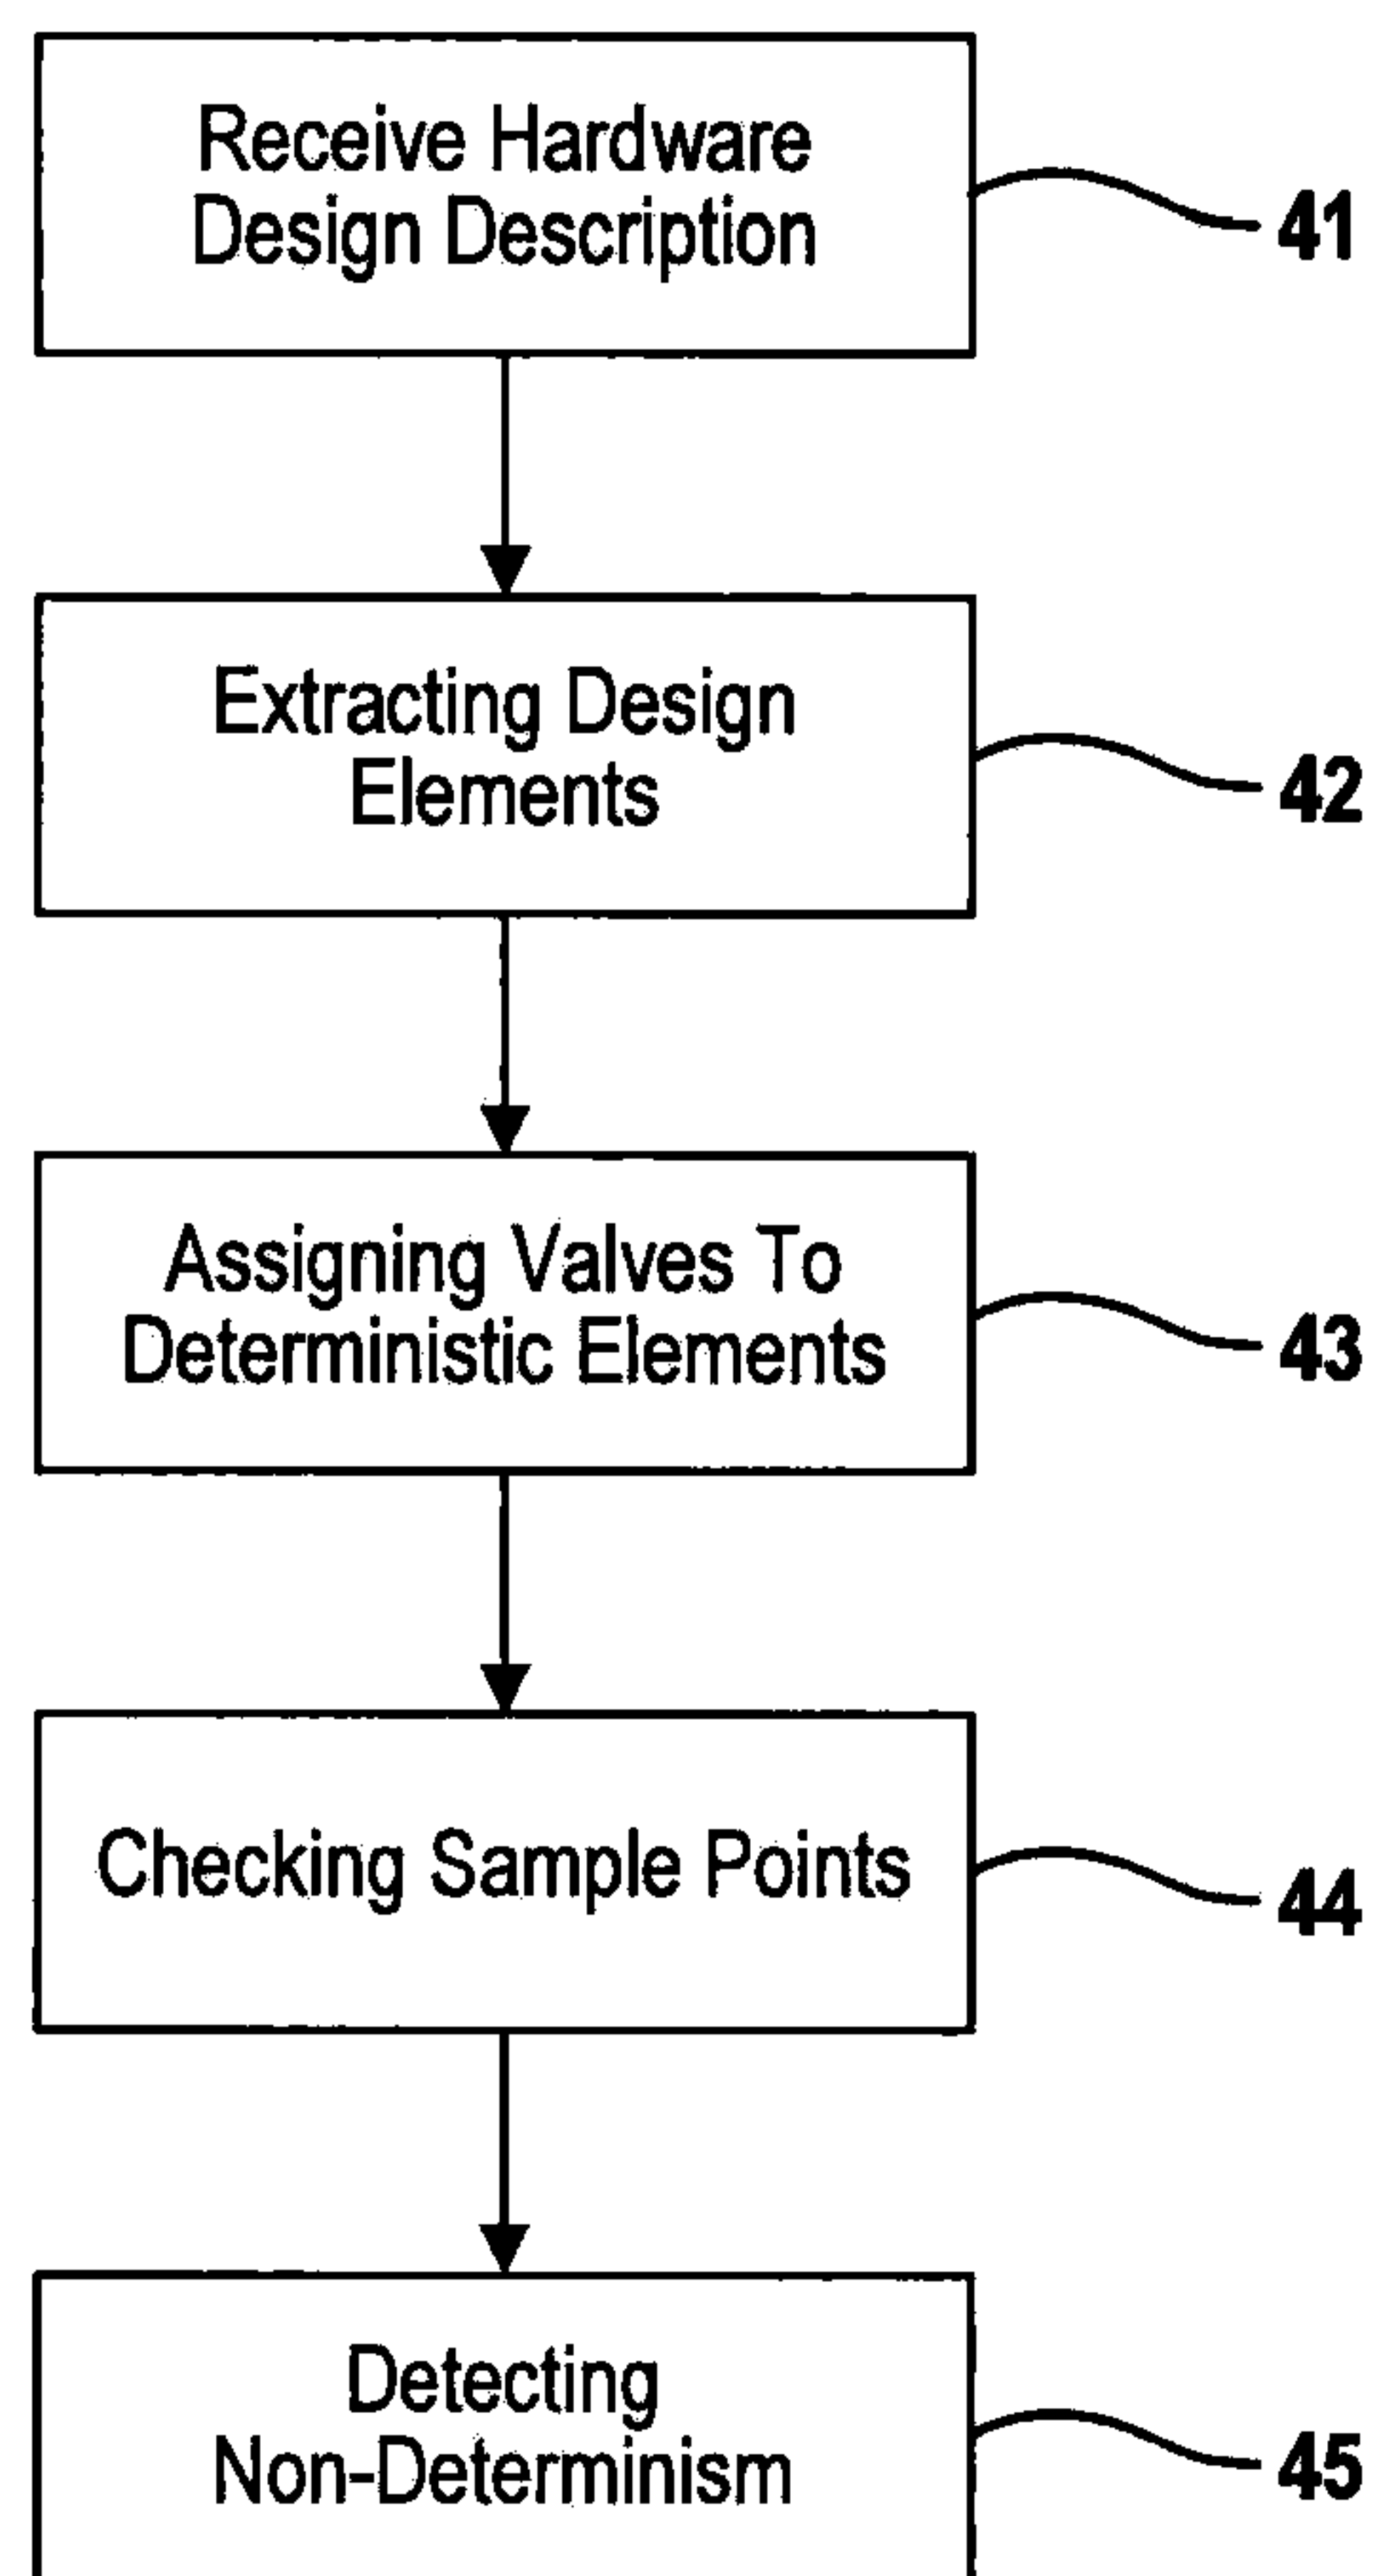 Receive Hardware
Design Description
41
Extracting Design
Elements
42
Assigning Valves To
Deterministic Elements
43
Checking Sample Points
44
Detecting
Non-Determinism
45